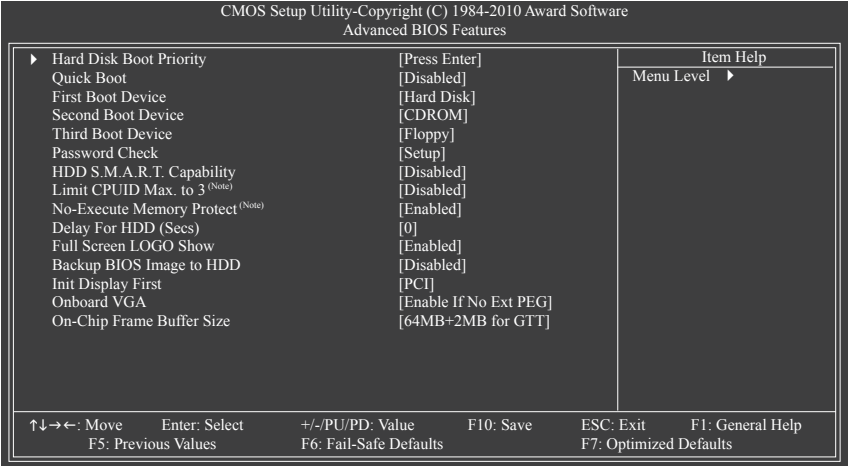 CMOS Setup Utility-Copyright (C) 1984-2010 Award Software
Advanced BIOS Features
Hard Disk Boot Priority [Press Enter]
Quick Boot [Disabled]
First Boot Device [Hard Disk]
Second Boot Device [CDROM]
Third Boot Device [Floppy]
Password Check [Setup]
HDD S.M.A.R.T. Capability [Disabled]
Limit CPUID Max. to 3 (Note) [Disabled]
No-Execute Memory Protect (Note) [Enabled]
Delay For HDD (Secs) [0]
Full Screen LOGO Show [Enabled]
Backup BIOS Image to HDD [Disabled]
Init Display First [PCI]
Onboard VGA [Enable If No Ext PEG]
On-Chip Frame Buffer Size [64MB+2MB for GTT]
Item Help
Menu Level
↑↓→←: Move Enter: Select +/-/PU/PD: Value F10: Save ESC: Exit F1: General Help
F5: Previous Values F6: Fail-Safe Defaults F7: Optimized Defaults